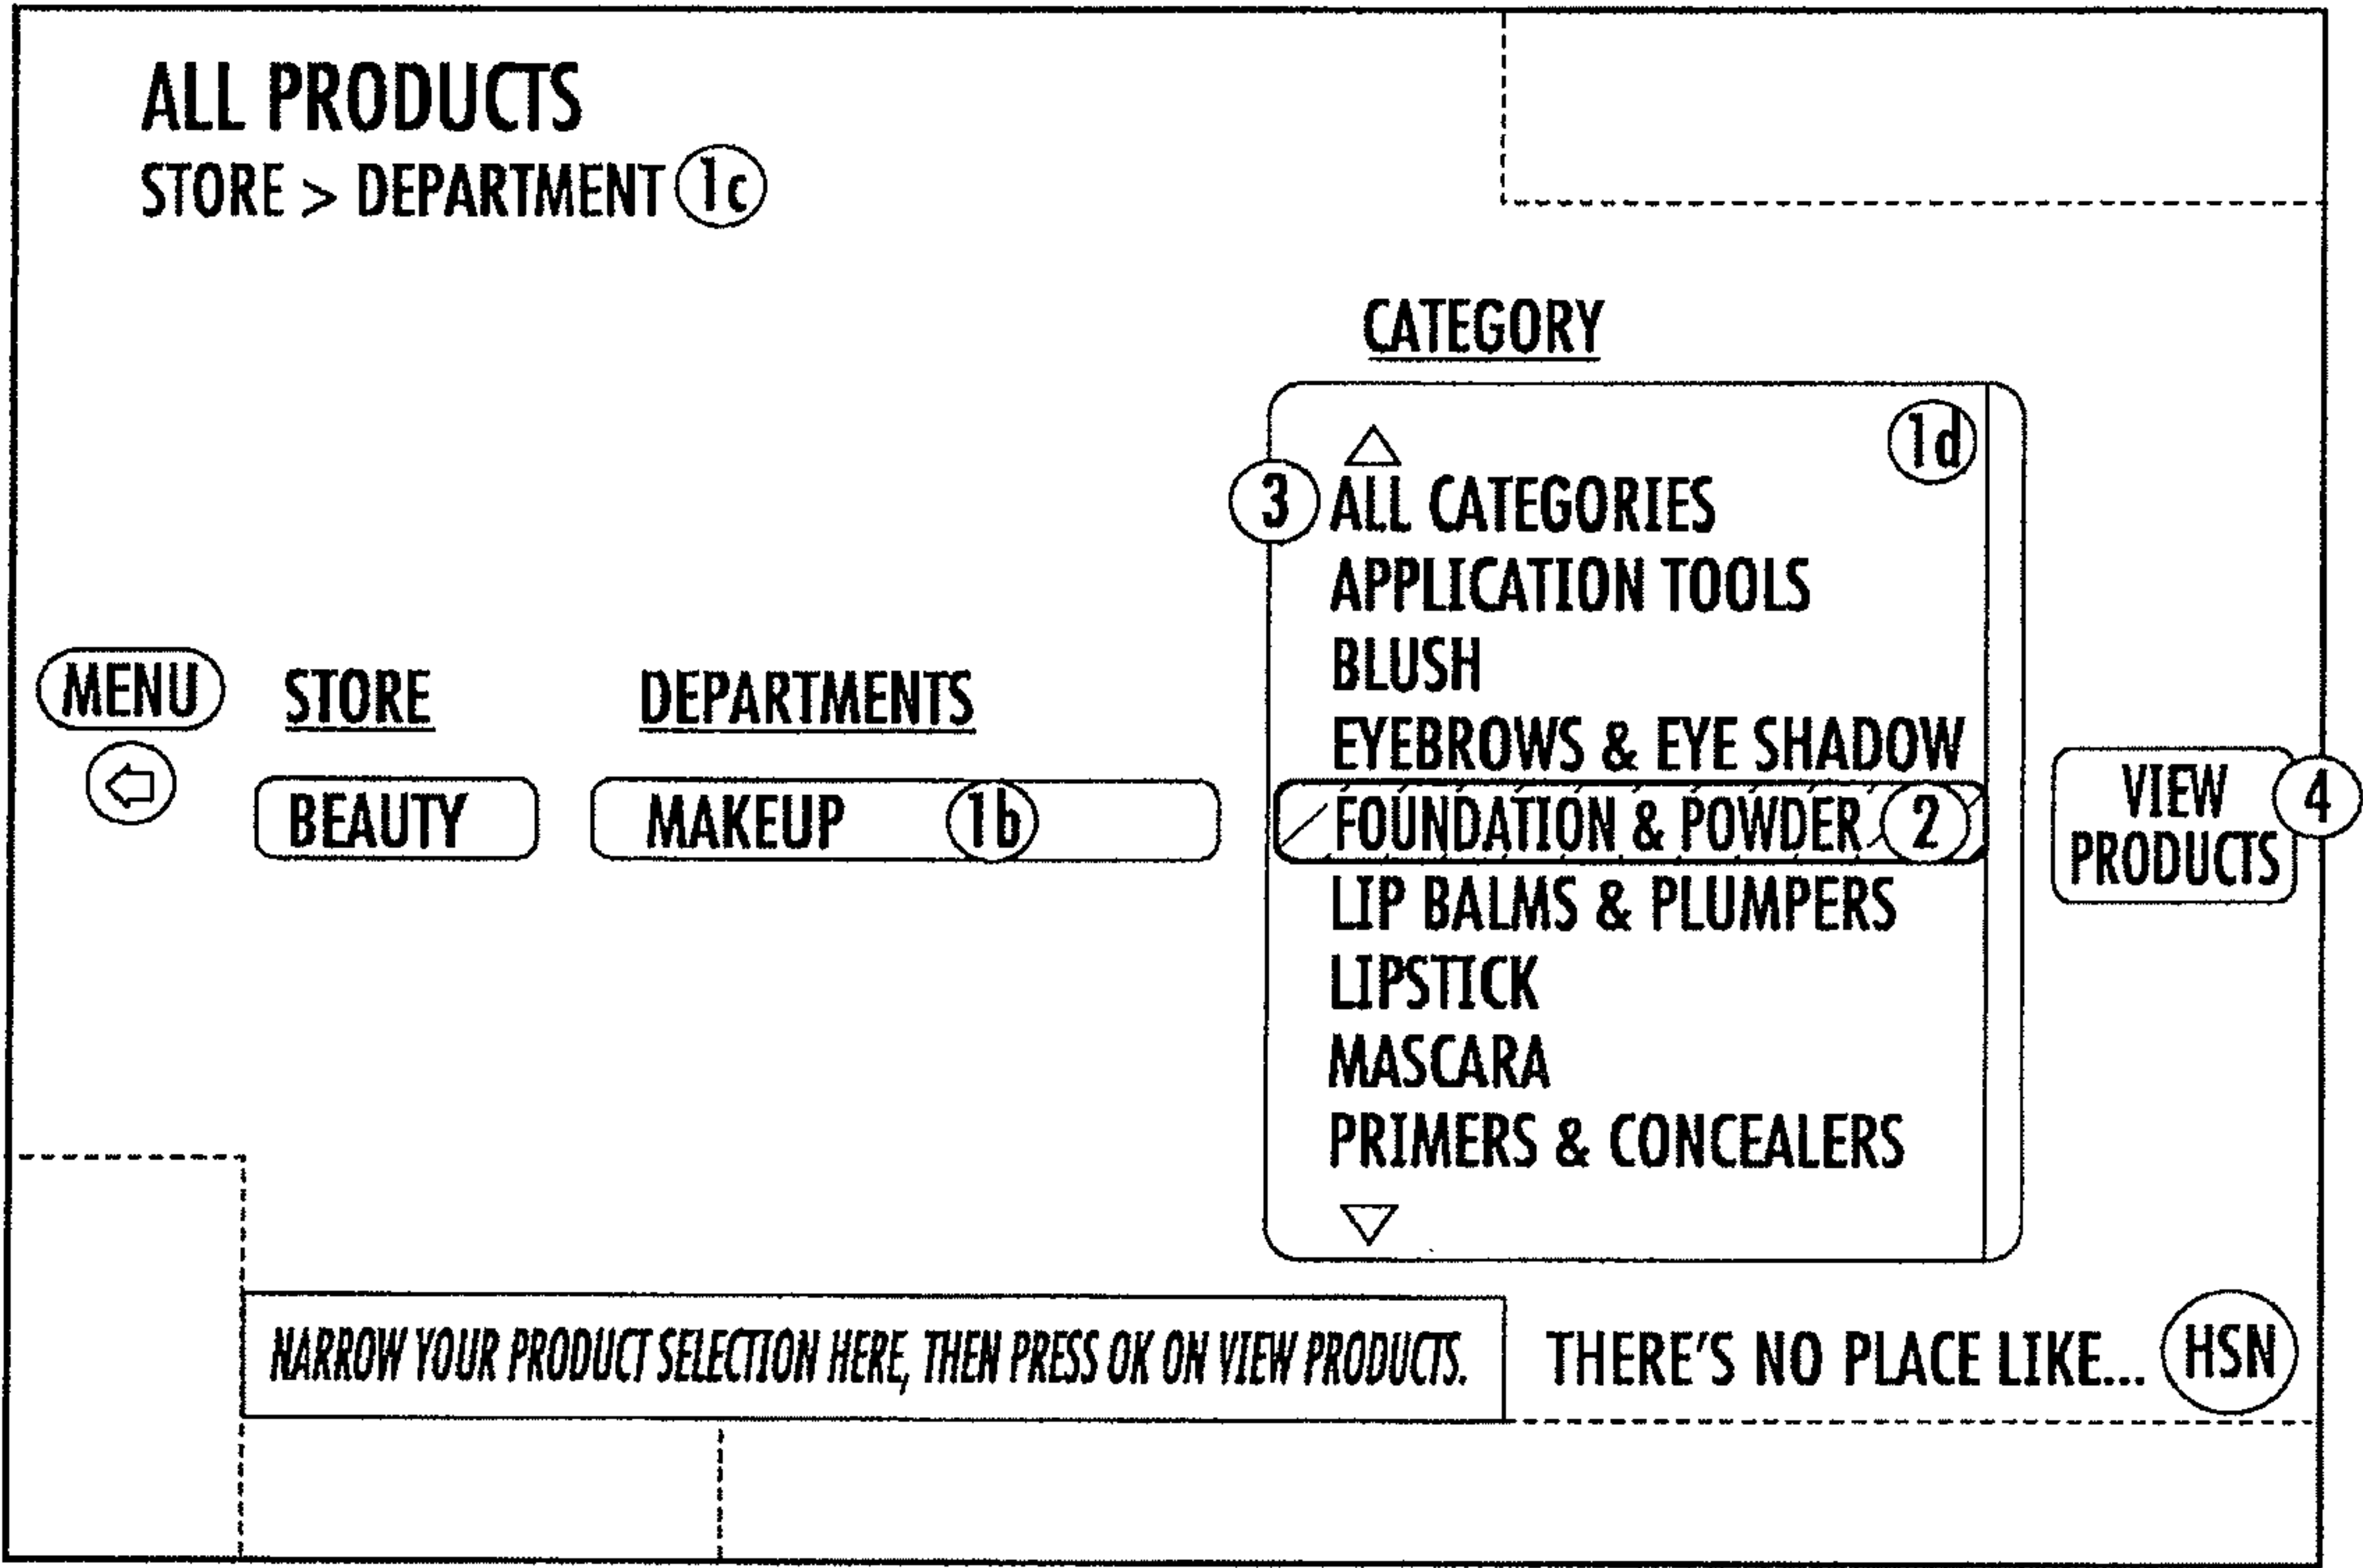 ALL PRODUCTS
STORE > DEPARTMENT 1c
CATEGORY
1d
3 ALL CATEGORIES
APPLICATION TOOLS
BLUSH
EYEBROWS & EYE SHADOW
FOUNDATION & POWDER 2
LIP BALMS & PLUMPERS
LIPSTICK
MASCARA
PRIMERS & CONCEALERS
MENU
STORE
BEAUTY
DEPARTMENTS
MAKEUP 1b
VIEW
PRODUCTS
4
NARROW YOUR PRODUCT SELECTION HERE, THEN PRESS OK ON VIEW PRODUCTS.
THERE'S NO PLACE LIKE... HSN